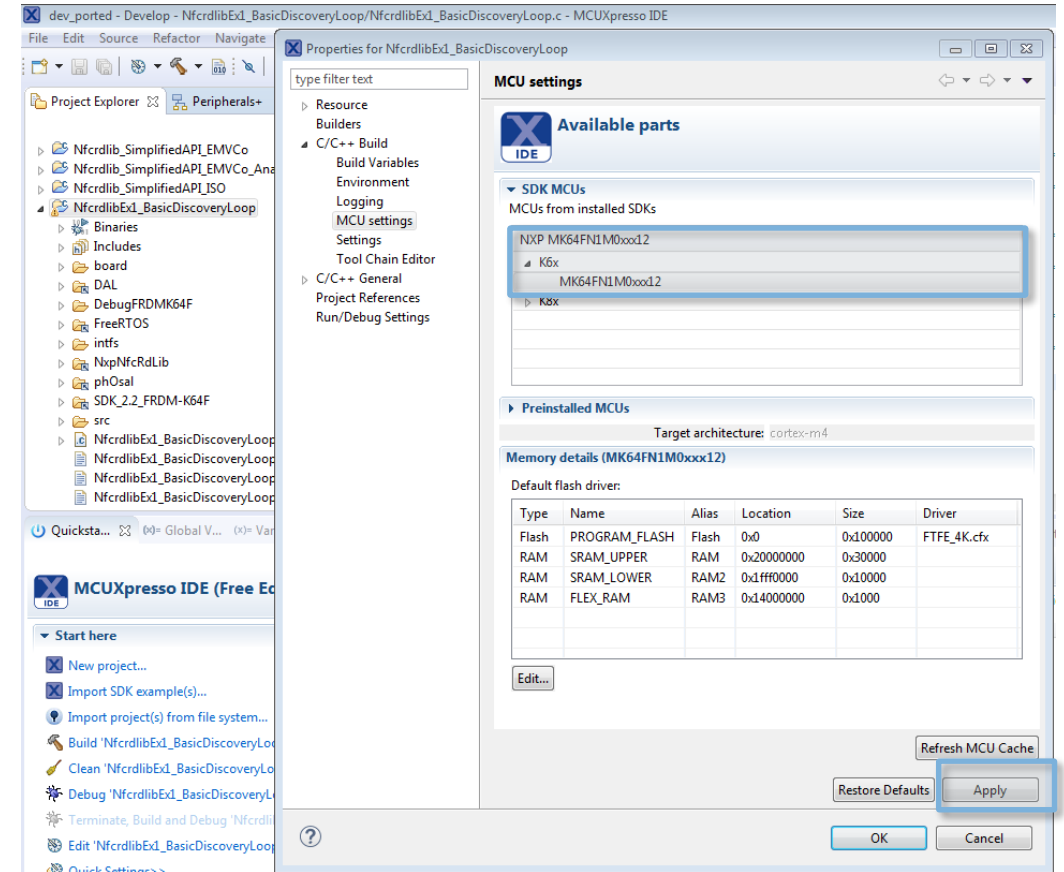 dev_ported - Develop - NfcrdlibEx1_BasicDiscoveryLoop/NfcrdlibEx1_BasicDiscoveryLoop.c - MCUXpresso IDE
File Edit Source Refactor Navigate
Project Explorer Peripherals+
Nfcrdlib_SimplifiedAPI_EMVCo
Nfcrdlib_SimplifiedAPI_EMVCo_Ana
Nfcrdlib_SimplifiedAPI_ISO
NfcrdlibEx1_BasicDiscoveryLoop
Binaries
Includes
board
DAL
DebugFRDMK64F
FreeRTOS
intfs
NxpNfcRdLib
phOsal
SDK_2.2_FRDM-K64F
src
NfcrdlibEx1_BasicDiscoveryLoop
NfcrdlibEx1_BasicDiscoveryLoop
NfcrdlibEx1_BasicDiscoveryLoop
NfcrdlibEx1_BasicDiscoveryLoop
Quicksta... (x)= Global V... (x)= Var
IDE
MCUXpresso IDE (Free Ed
Start here
New project...
Import SDK example(s)...
Import project(s) from file system...
Build 'NfcrdlibEx1_BasicDiscoveryLoo
Clean 'NfcrdlibEx1_BasicDiscoveryLo
Debug 'NfcrdlibEx1_BasicDiscoveryL
Terminate, Build and Debug 'Nfcrdli
Edit 'NfcrdlibEx1_BasicDiscoveryLoop
Quick Settings>>
Properties for NfcrdlibEx1_BasicDiscoveryLoop
type filter text
Resource
Builders
C/C++ Build
Build Variables
Environment
Logging
MCU settings
Settings
Tool Chain Editor
C/C++ General
Project References
Run/Debug Settings
MCU settings
IDE
Available parts
SDK MCUs
MCUs from installed SDKs
NXP MK64FN1M0xxx12
K6x
MK64FN1M0xxx12
K8x
Preinstalled MCUs
Target architecture: cortex-m4
Memory details (MK64FN1M0xxx12)
Default flash driver:
Type Name Alias Location Size Driver
Flash PROGRAM_FLASH Flash 0x0 0x100000 FTFE_4K.cfx
RAM SRAM_UPPER RAM 0x20000000 0x30000
RAM SRAM_LOWER RAM2 0x1fff0000 0x10000
RAM FLEX_RAM RAM3 0x14000000 0x1000
Edit...
Refresh MCU Cache
Restore Defaults Apply
OK Cancel